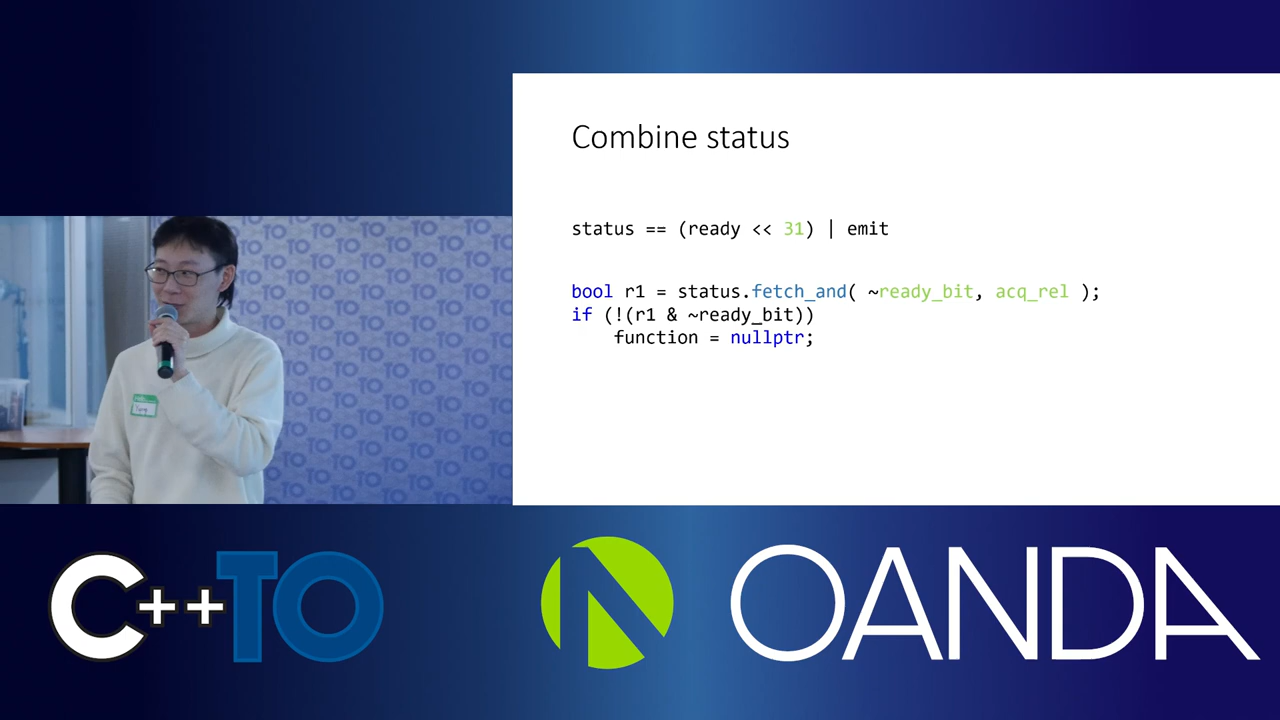 Combine status
status == (ready << 31) | emit
bool r1 = status.fetch_and( ~ready_bit, acq_rel );
if (!(r1 & ~ready_bit))
function = nullptr;
TO
C++TO
OANDA